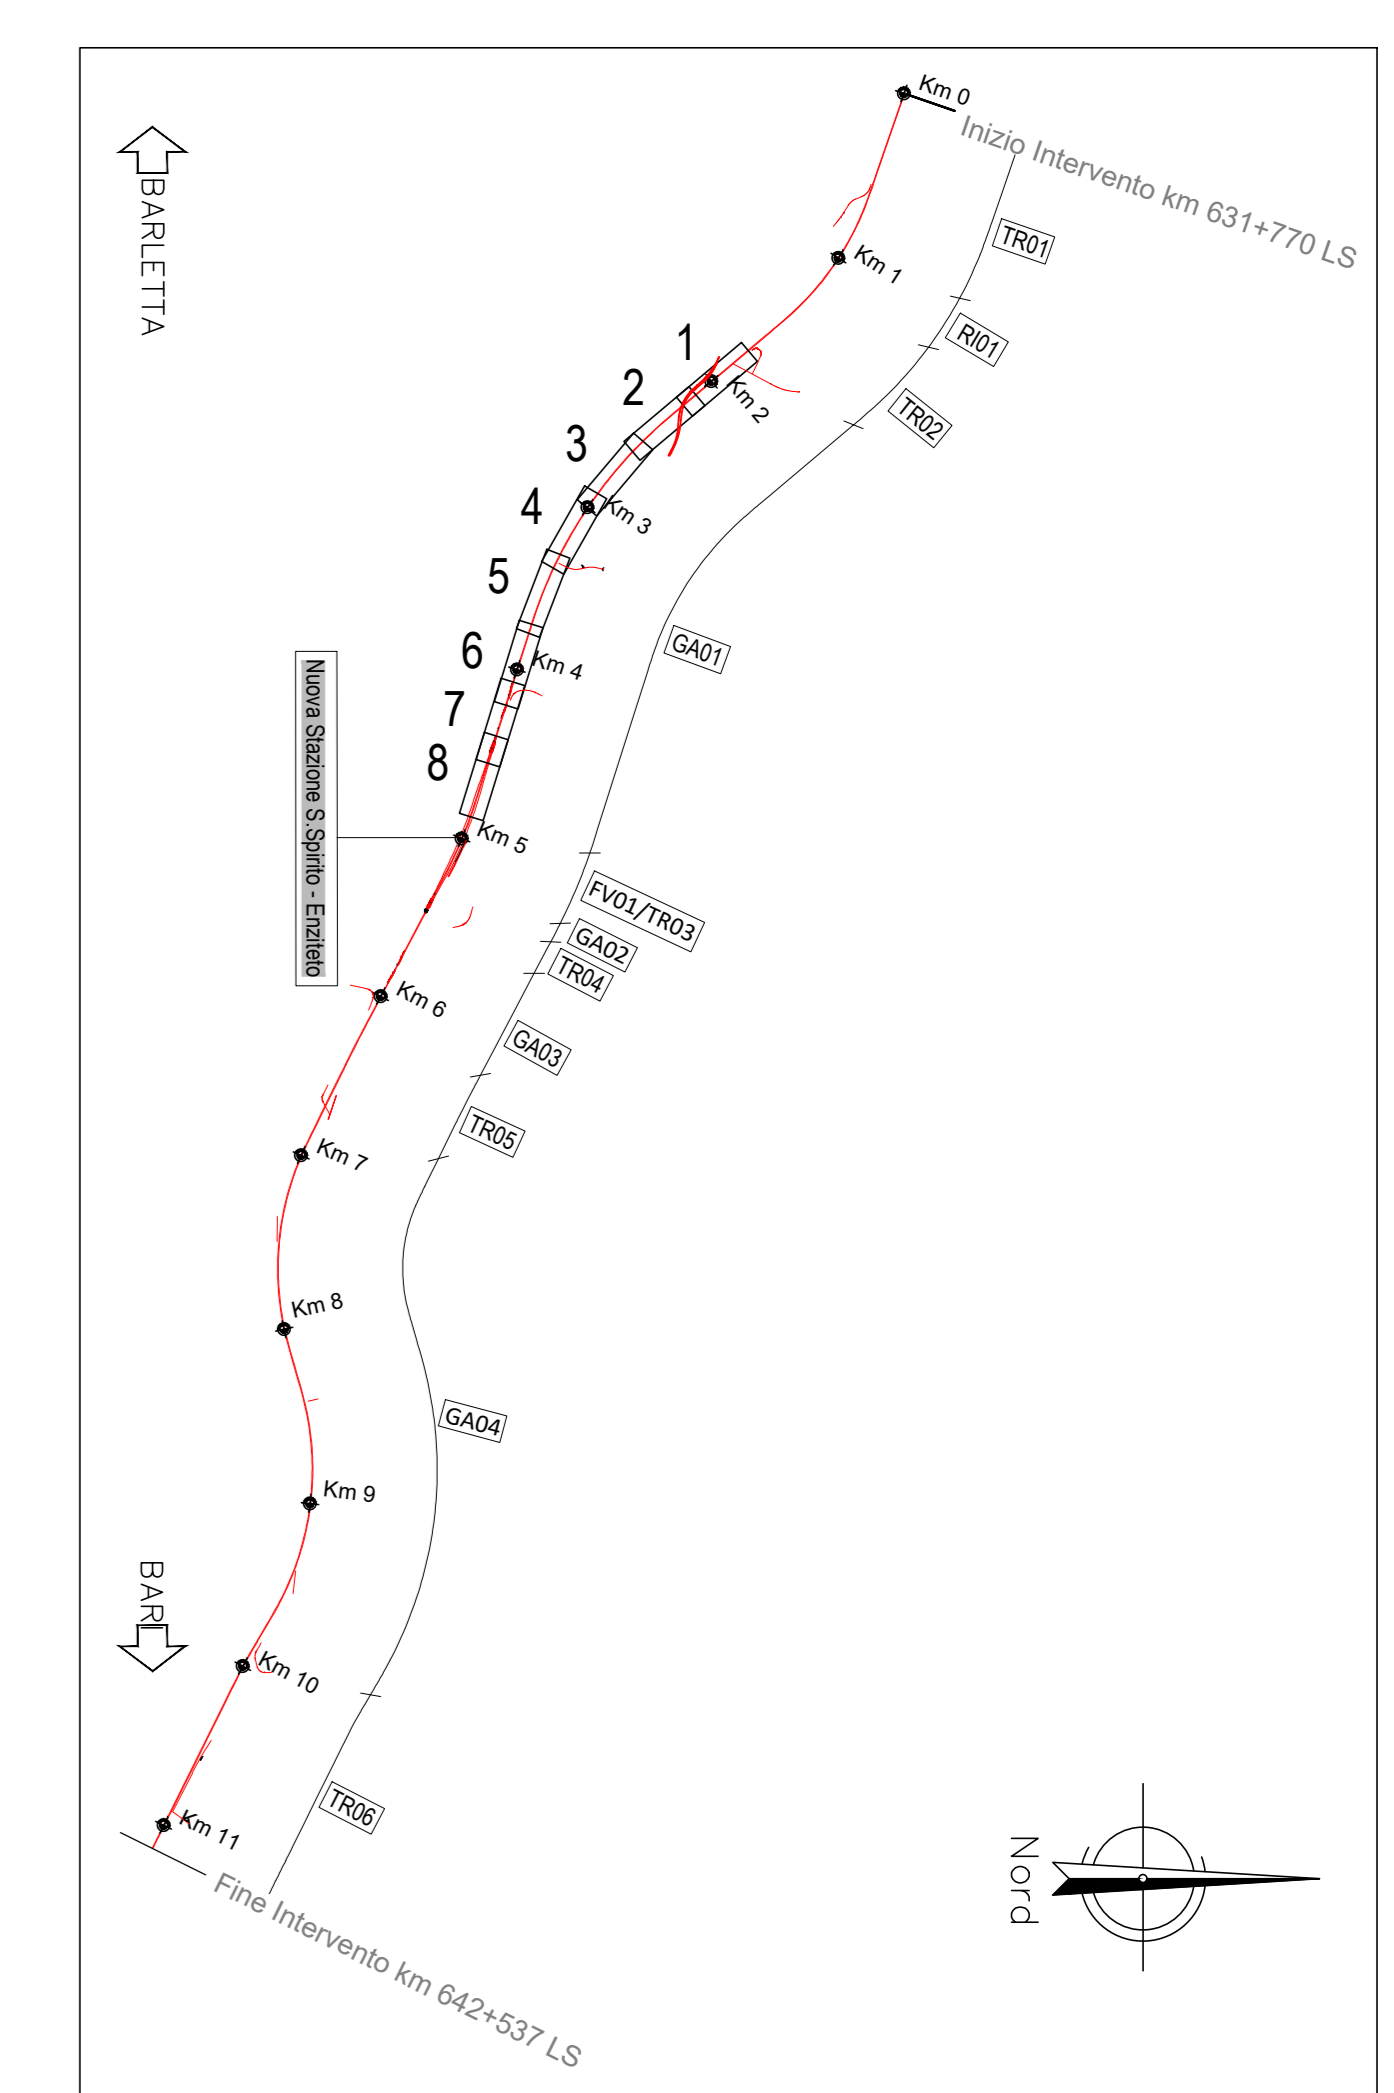 Km 0
Inizio Intervento km 631+770 LS
BARLETTA
TR01
Km 1
RI01
1
Km 2
2
TR02
3
4
Km 3
5
GA01
6
Km 4
7
8
Nuova Stazione S.Spirito - Enziteto
Km 5
FV01/TR03
GA02
TR04
Km 6
GA03
TR05
Km 7
Km 8
GA04
Km 9
BARI
Km 10
TR06
Km 11
Fine Intervento km 642+537 LS
Nord